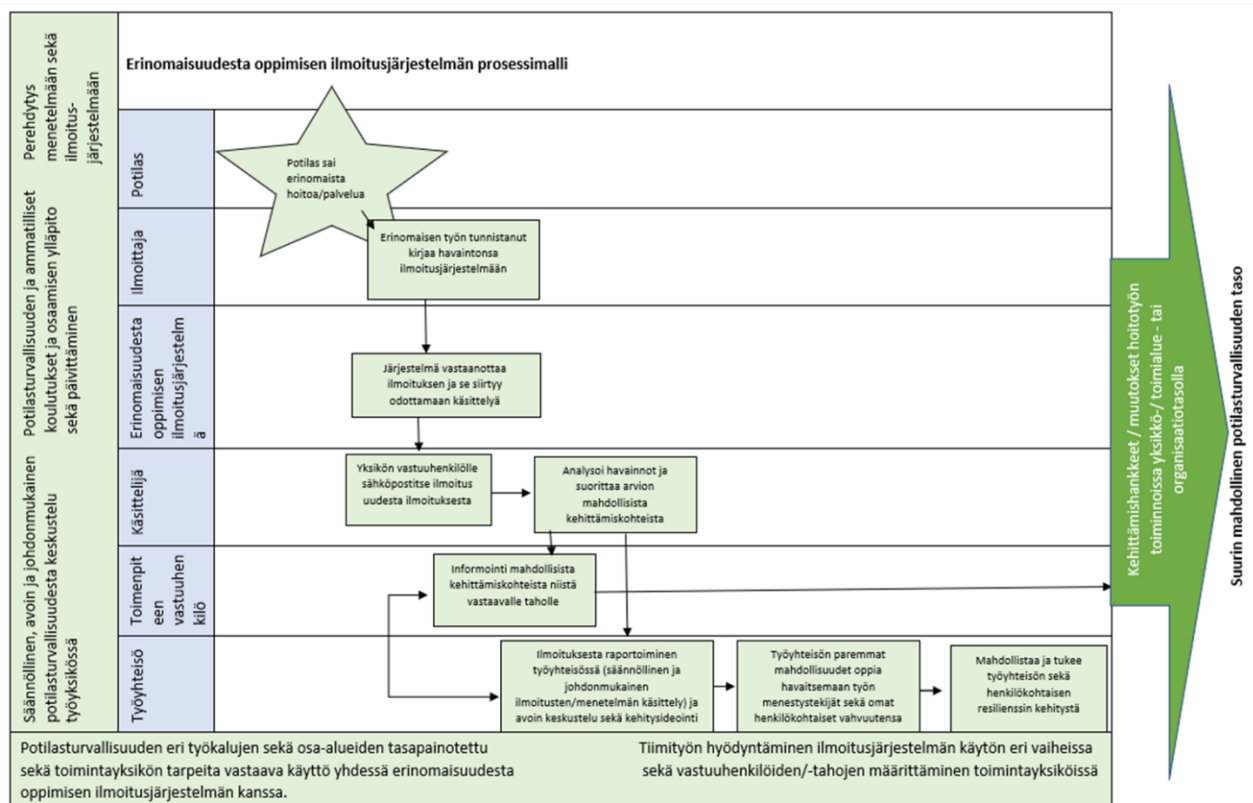 Erinomaisuudesta oppimisen ilmoitusjärjestelmän prosessimalli
Perehdytys
menetelmään sekä
ilmoitus-
järjestelmään
Potilasturvallisuuden ja ammatilliset
koulutukset ja osaamisen ylläpito
sekä päivittäminen
Säännöllinen, avoin ja johdonmukainen
potilasturvallisuudesta keskustelu
työyksikössä
Potilas
Potilas sai
erinomaista
hoitoa/palvelua
Ilmoittaja
Erinomaisen työn tunnistanut
kirjaa havaintonsa
ilmoitusjärjestelmään
Erinomaisuudesta
oppimisen
ilmoitusjärjestelm
ä
Järjestelmä vastaanottaa
ilmoituksen ja se siirtyy
odottamaan käsittelyä
Käsittelijä
Yksikön vastuuhenkilölle
sähköpostitse ilmoitus
uudesta ilmoituksesta
Analysoi havainnot ja
suorittaa arvion
mahdollisista
kehittämiskohteista
Toimenpit
een
vastuuhen
kilö
Informointi mahdollisista
kehittämiskohteista niistä
vastaavalle taholle
Työyhteisö
Ilmoituksesta raportoiminen
työyhteisössä (säännöllinen ja
johdonmukainen
ilmoitusten/menetelmän käsittely) ja
avoin keskustelu sekä kehitysideointi
Työyhteisön paremmat
mahdollisuudet oppia
havaitsemaan työn
menestystekijät sekä omat
henkilökohtaiset vahvuutensa
Mahdollistaa ja tukee
työyhteisön sekä
henkilökohtaisen
resilienssin kehitystä
Kehittämishankkeet / muutokset hoitotyön
toiminnoissa yksikkö-/ toimialue - tai
organisaatiotasolla
Suurin mahdollinen potilasturvallisuuden taso
Potilasturvallisuuden eri työkalujen sekä osa-alueiden tasapainotettu
sekä toimintayksikön tarpeita vastaava käyttö yhdessä erinomaisuudesta
oppimisen ilmoitusjärjestelmän kanssa.
Tiimityön hyödyntäminen ilmoitusjärjestelmän käytön eri vaiheissa
sekä vastuuhenkilöiden/-tahojen määrittäminen toimintayksiköissä